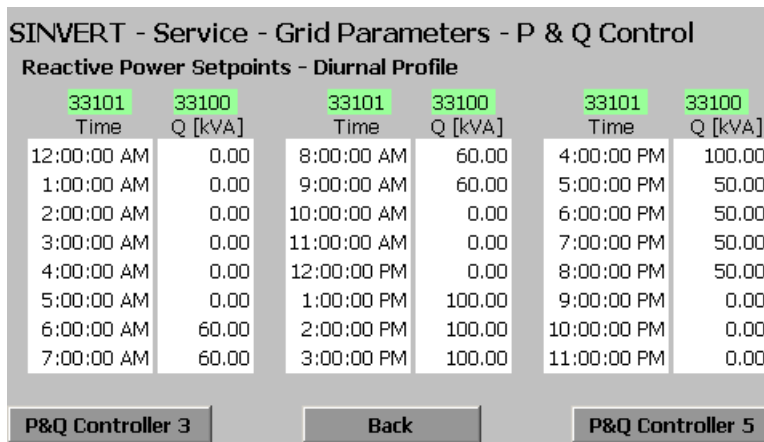 SINVERT - Service - Grid Parameters - P & Q Control
Reactive Power Setpoints - Diurnal Profile
33101 33100 33101 33100 33101 33100
Time Q [kVA] Time Q [kVA] Time Q [kVA]
12:00:00 AM 0.00 8:00:00 AM 60.00 4:00:00 PM 100.00
1:00:00 AM 0.00 9:00:00 AM 60.00 5:00:00 PM 50.00
2:00:00 AM 0.00 10:00:00 AM 0.00 6:00:00 PM 50.00
3:00:00 AM 0.00 11:00:00 AM 0.00 7:00:00 PM 50.00
4:00:00 AM 0.00 12:00:00 PM 0.00 8:00:00 PM 50.00
5:00:00 AM 0.00 1:00:00 PM 100.00 9:00:00 PM 0.00
6:00:00 AM 60.00 2:00:00 PM 100.00 10:00:00 PM 0.00
7:00:00 AM 60.00 3:00:00 PM 100.00 11:00:00 PM 0.00
P&Q Controller 3 Back P&Q Controller 5